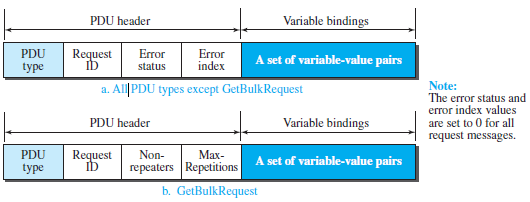 PDU header Variable bindings
PDU type Request ID Error status Error index A set of variable-value pairs
a. All PDU types except GetBulkRequest
PDU header Variable bindings
PDU type Request ID Non-repeaters Max-Repetitions A set of variable-value pairs
b. GetBulkRequest
Note:
The error status and
error index values
are set to 0 for all
request messages.